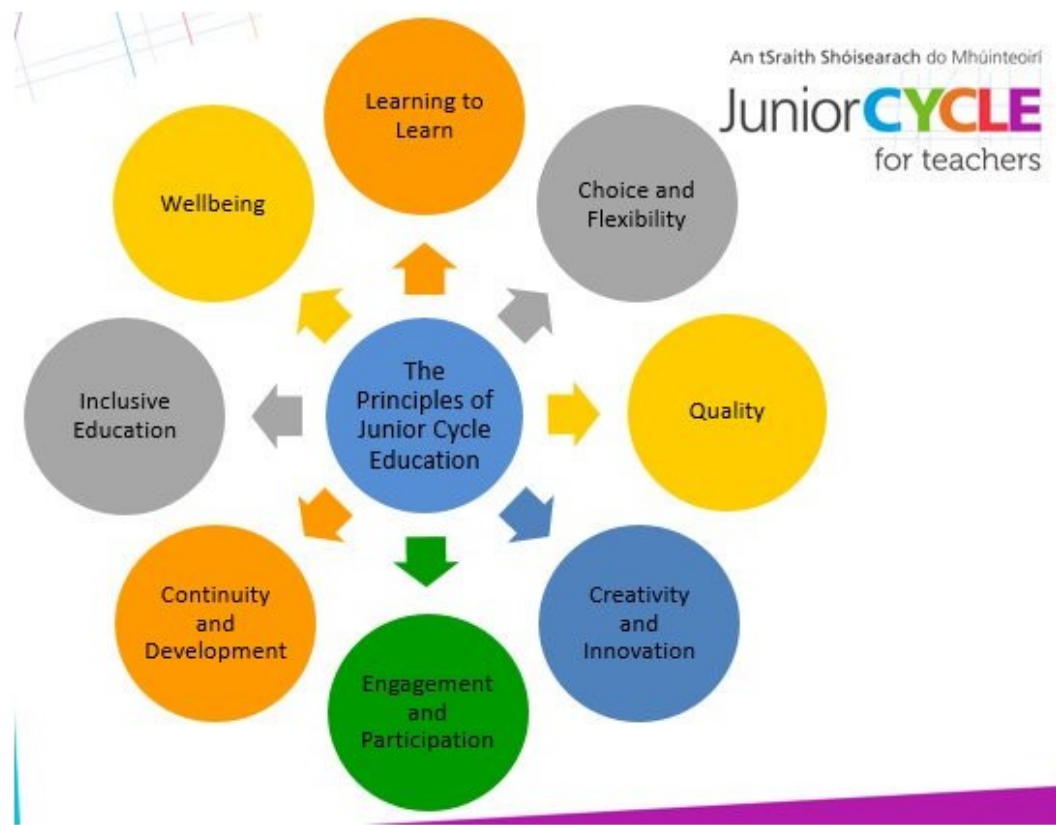 An tSraith Shóisearach do Mhúinteoirí
JuniorCYCLE
for teachers
Learning to
Learn
Choice and
Flexibility
Quality
Creativity
and
Innovation
Engagement
and
Participation
Continuity
and
Development
Inclusive
Education
Wellbeing
The
Principles of
Junior Cycle
Education